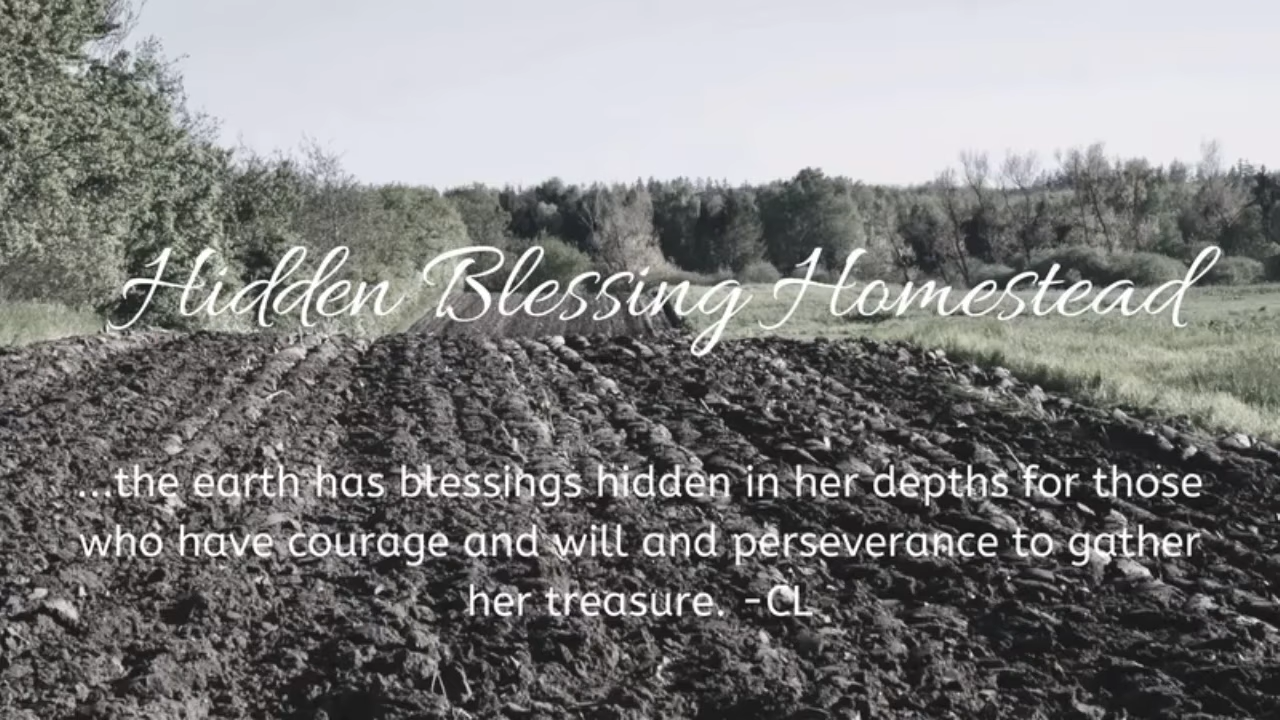 Hidden Blessing Homestead
...the earth has blessings hidden in her depths for those
who have courage and will and perseverance to gather
her treasure. -CL